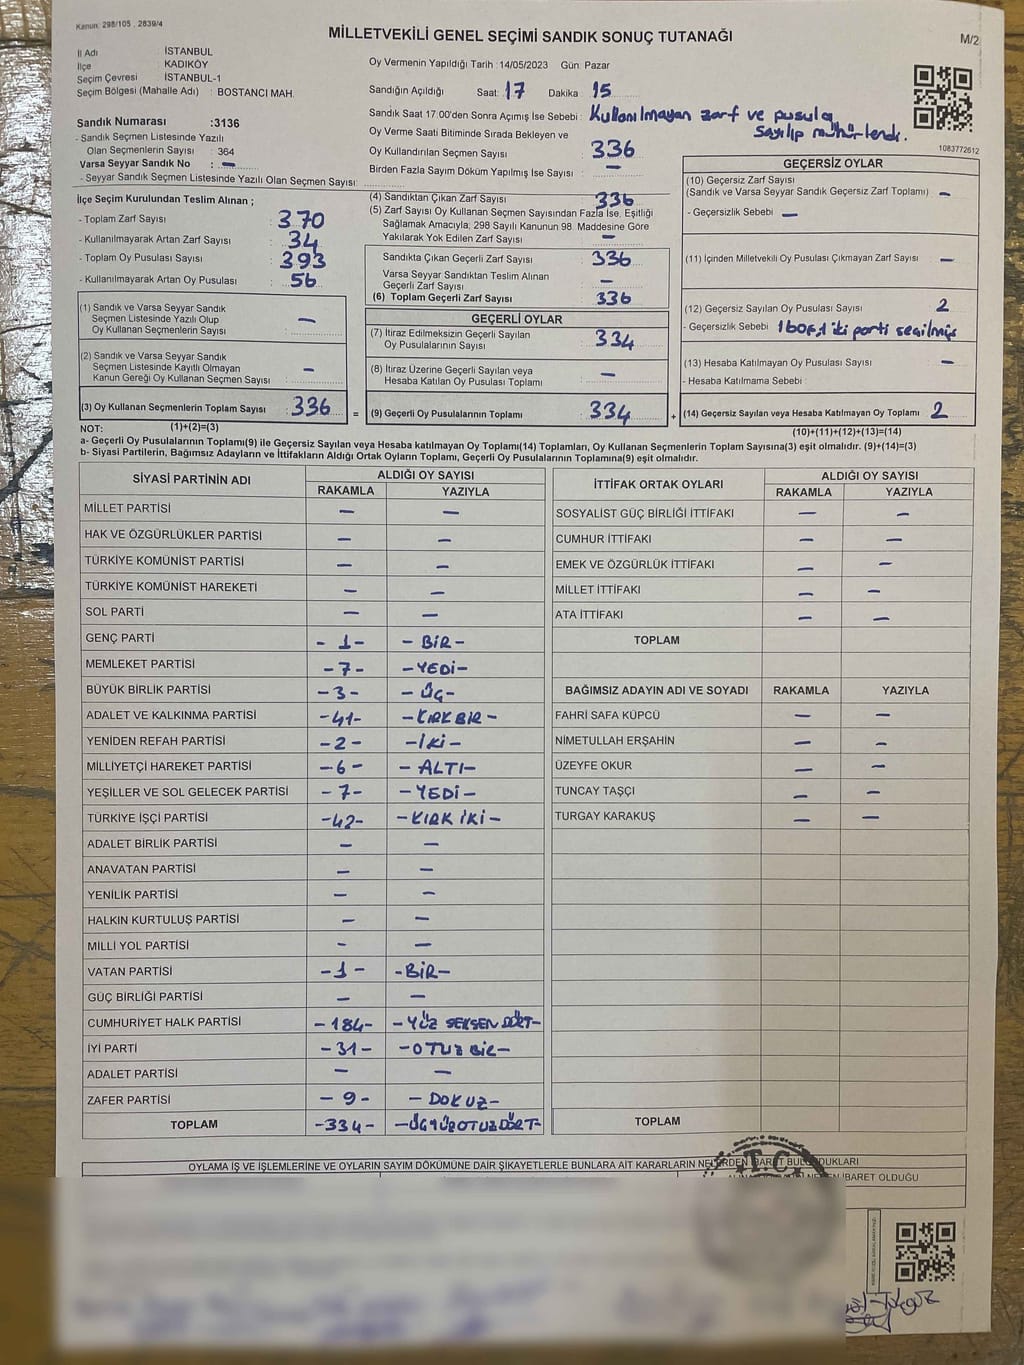 Kanun: 298/105 , 2839/4
MİLLETVEKİLİ GENEL SEÇİMİ SANDIK SONUÇ TUTANAĞI
M/2
İl Adı İSTANBUL
İlçe KADIKÖY
Seçim Çevresi İSTANBUL-1
Seçim Bölgesi (Mahalle Adı) : BOSTANCI MAH.
Sandık Numarası :3136
- Sandık Seçmen Listesinde Yazılı
Olan Seçmenlerin Sayısı : 364
Varsa Seyyar Sandık No : —
- Seyyar Sandık Seçmen Listesinde Yazılı Olan Seçmen Sayısı:
Oy Vermenin Yapıldığı Tarih :14/05/2023 Gün: Pazar
Sandığın Açıldığı Saat: 17 Dakika : 15
Sandık Saat 17:00'den Sonra Açımış İse Sebebi : Kullanılmayan zarf ve pusula
sayılıp mühürlendi.
Oy Verme Saati Bitiminde Sırada Bekleyen ve
Oy Kullandırılan Seçmen Sayısı 336
Birden Fazla Sayım Döküm Yapılmış İse Sayısı : —
1083772612
İlçe Seçim Kurulundan Teslim Alınan ;
- Toplam Zarf Sayısı : 370
- Kullanılmayarak Artan Zarf Sayısı : 34
- Toplam Oy Pusulası Sayısı : 393
- Kullanılmayarak Artan Oy Pusulası : 56
(1) Sandık ve Varsa Seyyar Sandık
Seçmen Listesinde Yazılı Olup
Oy Kullanan Seçmenlerin Sayısı : —
(2) Sandık ve Varsa Seyyar Sandık
Seçmen Listesinde Kayıtlı Olmayan
Kanun Gereği Oy Kullanan Seçmen Sayısı : —
(3) Oy Kullanan Seçmenlerin Toplam Sayısı : 336
(1)+(2)=(3)
(4) Sandıktan Çıkan Zarf Sayısı : 336
(5) Zarf Sayısı Oy Kullanan Seçmen Sayısından Fazla İse, Eşitliği
Sağlamak Amacıyla; 298 Sayılı Kanunun 98. Maddesine Göre
Yakılarak Yok Edilen Zarf Sayısı : —
Sandıkta Çıkan Geçerli Zarf Sayısı : 336
Varsa Seyyar Sandıktan Teslim Alınan
Geçerli Zarf Sayısı : —
(6) Toplam Geçerli Zarf Sayısı : 336
GEÇERLİ OYLAR
(7) İtiraz Edilmeksizin Geçerli Sayılan
Oy Pusulalarının Sayısı : 334
(8) İtiraz Üzerine Geçerli Sayılan veya
Hesaba Katılan Oy Pusulası Toplamı : —
= (9) Geçerli Oy Pusulalarının Toplamı : 334
GEÇERSİZ OYLAR
(10) Geçersiz Zarf Sayısı
(Sandık ve Varsa Seyyar Sandık Geçersiz Zarf Toplamı) : —
- Geçersizlik Sebebi : —
(11) İçinden Milletvekili Oy Pusulası Çıkmayan Zarf Sayısı : —
(12) Geçersiz Sayılan Oy Pusulası Sayısı : 2
- Geçersizlik Sebebi : 1 boş, 1 iki parti seçilmiş
(13) Hesaba Katılmayan Oy Pusulası Sayısı : —
- Hesaba Katılmama Sebebi :
+ (14) Geçersiz Sayılan veya Hesaba Katılmayan Oy Toplamı : 2
(10)+(11)+(12)+(13)=(14)
NOT:
a- Geçerli Oy Pusulalarının Toplamı(9) ile Geçersiz Sayılan veya Hesaba katılmayan Oy Toplamı(14) Toplamları, Oy Kullanan Seçmenlerin Toplam Sayısına(3) eşit olmalıdır. (9)+(14)=(3)
b- Siyasi Partilerin, Bağımsız Adayların ve İttifakların Aldığı Ortak Oyların Toplamı, Geçerli Oy Pusulalarının Toplamına(9) eşit olmalıdır.
SİYASİ PARTİNİN ADI ALDIĞI OY SAYISI
RAKAMLA YAZIYLA
MİLLET PARTİSİ — —
HAK VE ÖZGÜRLÜKLER PARTİSİ — —
TÜRKİYE KOMÜNİST PARTİSİ — —
TÜRKİYE KOMÜNİST HAREKETİ — —
SOL PARTİ — —
GENÇ PARTİ - 1 - - BİR -
MEMLEKET PARTİSİ - 7 - - YEDİ -
BÜYÜK BİRLİK PARTİSİ - 3 - - ÜÇ -
ADALET VE KALKINMA PARTİSİ - 41 - - KIRK BİR -
YENİDEN REFAH PARTİSİ - 2 - - İKİ -
MİLLİYETÇİ HAREKET PARTİSİ - 6 - - ALTI -
YEŞİLLER VE SOL GELECEK PARTİSİ - 7 - - YEDİ -
TÜRKİYE İŞÇİ PARTİSİ - 42 - - KIRK İKİ -
ADALET BİRLİK PARTİSİ — —
ANAVATAN PARTİSİ — —
YENİLİK PARTİSİ — —
HALKIN KURTULUŞ PARTİSİ — —
MİLLİ YOL PARTİSİ — —
VATAN PARTİSİ - 1 - - BİR -
GÜÇ BİRLİĞİ PARTİSİ — —
CUMHURİYET HALK PARTİSİ - 184 - - YÜZ SEKSEN DÖRT -
İYİ PARTİ - 31 - - OTUZ BİR -
ADALET PARTİSİ — —
ZAFER PARTİSİ - 9 - - DOKUZ -
TOPLAM - 334 - - ÜÇ YÜZ OTUZ DÖRT -
İTTİFAK ORTAK OYLARI ALDIĞI OY SAYISI
RAKAMLA YAZIYLA
SOSYALIST GÜÇ BİRLİĞİ İTTİFAKI — —
CUMHUR İTTİFAKI — —
EMEK VE ÖZGÜRLÜK İTTİFAKI — —
MİLLET İTTİFAKI — —
ATA İTTİFAKI — —
TOPLAM
BAĞIMSIZ ADAYIN ADI VE SOYADI RAKAMLA YAZIYLA
FAHRİ SAFA KÜPCÜ — —
NİMETULLAH ERŞAHİN — —
ÜZEYFE OKUR — —
TUNCAY TAŞÇI — —
TURGAY KARAKUŞ — —
TOPLAM
OYLAMA İŞ VE İŞLEMLERİNE VE OYLARIN SAYIM DÖKÜMÜNE DAİR ŞİKAYETLERLE BUNLARA AİT KARARLARIN NELERDEN İBARET BULUNDUKLARI
İBARET OLDUĞU
T.C.